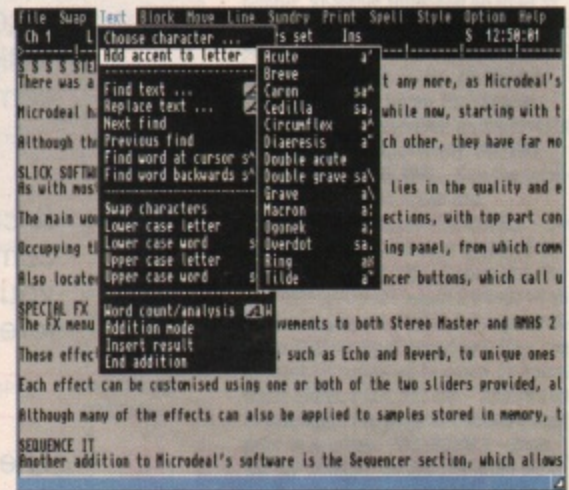 File Swap Text Block Move Line Sundry Print Spell Style Option Help
Ch 1 L Choose character ... rs set Ins S 12:50:01
Add accent to letter Acute a'
S S S S STE Breve
There was a Find text ... Caron sa^ t any more, as Microdeal's
Replace text ... Cedilla sa,
Microdeal h Next find Circumflex a^ while now, starting with t
Previous find Diaeresis a"
Although th Find word at cursor s^ Double acute ch other, they have far mo
Find word backwards s^ Double grave sa\
SLICK SOFTW Grave a\
As with mos Macron lies in the quality and e
Swap characters Ogonek
The main wor Lower case letter Overdot sa. ections, with top part con
Lower case word s Ring
Occupying t Upper case letter Tilde a~ ing panel, from which comm
Upper case word s
Also locate ncer buttons, which call u
SPECIAL FX Word count/analysis W
The FX menu Addition mode vements to both Stereo Master and AMAS 2
Insert result
These effec End addition such as Echo and Reverb, to unique ones
Each effect can be customised using one or both of the two sliders provided, al
Although many of the effects can also be applied to samples stored in memory, t
SEQUENCE IT
Another addition to Microdeal's software is the Sequencer section, which allows